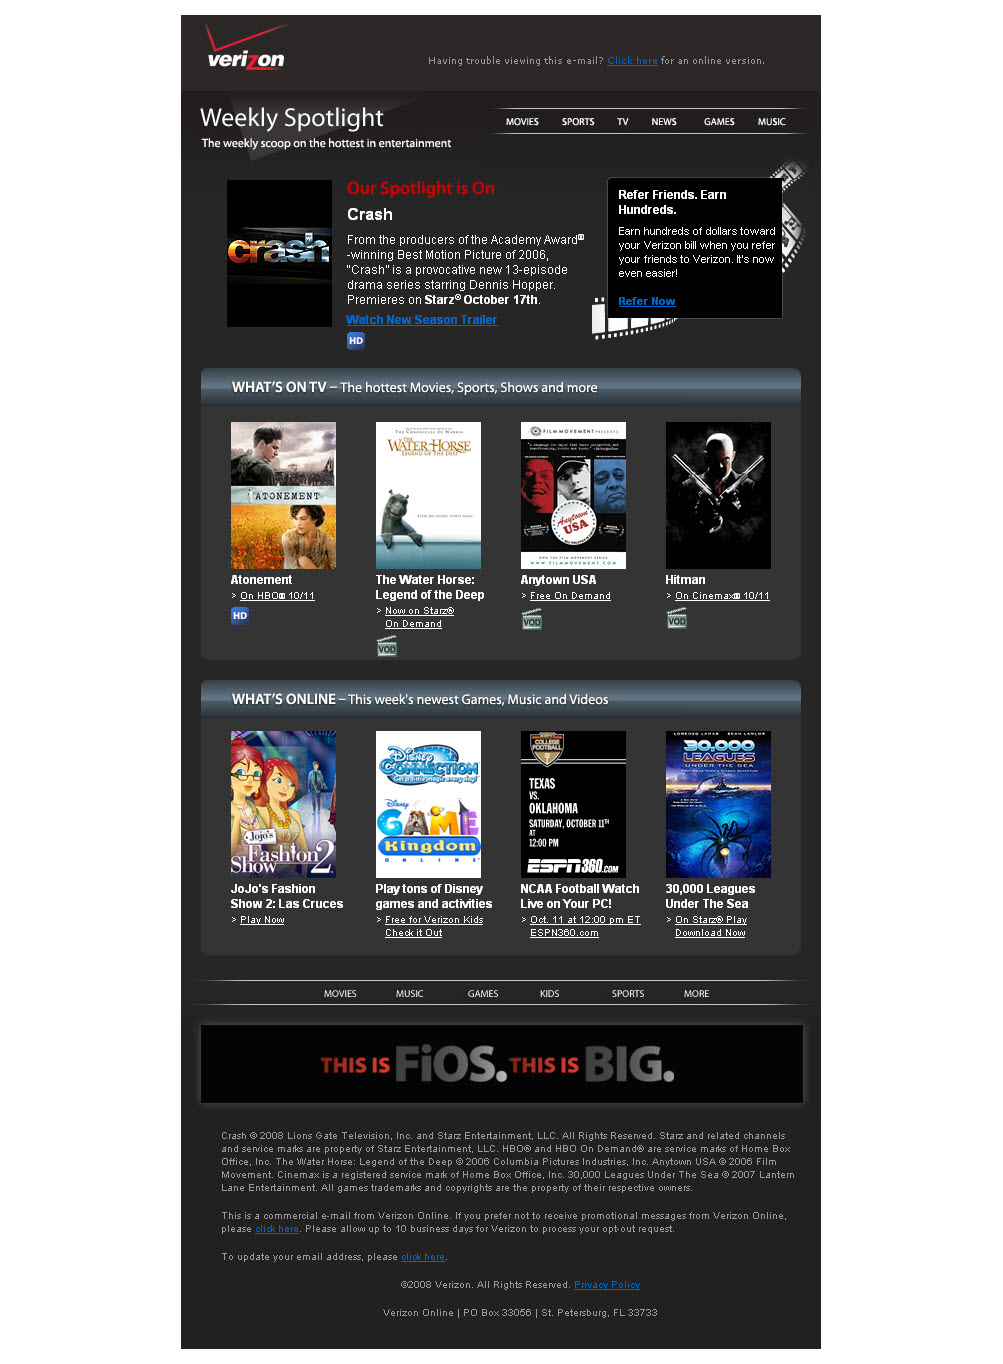 verizon
Having trouble viewing this e-mail? Click here for an online version.
Weekly Spotlight
The weekly scoop on the hottest in entertainment
MOVIES SPORTS TV NEWS GAMES MUSIC
crash
Our Spotlight is On
Crash
From the producers of the Academy Award®
-winning Best Motion Picture of 2006,
"Crash" is a provocative new 13-episode
drama series starring Dennis Hopper.
Premieres on Starz® October 17th.
Watch New Season Trailer
HD
Refer Friends. Earn
Hundreds.
Earn hundreds of dollars toward
your Verizon bill when you refer
your friends to Verizon. It's now
even easier!
Refer Now
WHAT'S ON TV – The hottest Movies, Sports, Shows and more
ATONEMENT
Atonement
> On HBO® 10/11
HD
THE CHRONICLES OF NARNIA
THE
WATER HORSE
LEGEND OF THE DEEP
The Water Horse:
Legend of the Deep
> Now on Starz®
On Demand
VOD
FILM MOVEMENT PRESENTS
Anytown
USA
WWW.FILMMOVEMENT.COM
Anytown USA
> Free On Demand
VOD
Hitman
> On Cinemax® 10/11
VOD
WHAT'S ONLINE – This week's newest Games, Music and Videos
JoJo's
Fashion
Show 2
JoJo's Fashion
Show 2: Las Cruces
> Play Now
Disney
CONNECTION
Get a little magic every day!
Disney
GAME
Kingdom
ONLINE
Play tons of Disney
games and activities
> Free for Verizon Kids
Check it Out
ESPN
COLLEGE
FOOTBALL
TEXAS
VS.
OKLAHOMA
SATURDAY, OCTOBER 11TH
AT
12:00 PM
ESPN360.COM
NCAA Football Watch
Live on Your PC!
> Oct. 11 at 12:00 pm ET
ESPN360.com
LORENZO LAMAS SEAN LAWLOR
30,000
LEAGUES
UNDER THE SEA
30,000 Leagues
Under The Sea
> On Starz® Play
Download Now
MOVIES MUSIC GAMES KIDS SPORTS MORE
THIS IS FiOS. THIS IS BIG.
Crash © 2008 Lions Gate Television, Inc. and Starz Entertainment, LLC. All Rights Reserved. Starz and related channels
and service marks are property of Starz Entertainment, LLC. HBO® and HBO On Demand® are service marks of Home Box
Office, Inc. The Water Horse: Legend of the Deep © 2006 Columbia Pictures Industries, Inc. Anytown USA © 2006 Film
Movement. Cinemax is a registered service mark of Home Box Office, Inc. 30,000 Leagues Under The Sea © 2007 Lantern
Lane Entertainment. All games trademarks and copyrights are the property of their respective owners.
This is a commercial e-mail from Verizon Online. If you prefer not to receive promotional messages from Verizon Online,
please click here. Please allow up to 10 business days for Verizon to process your opt-out request.
To update your email address, please click here.
©2008 Verizon. All Rights Reserved. Privacy Policy
Verizon Online | PO Box 33056 | St. Petersburg, FL 33733